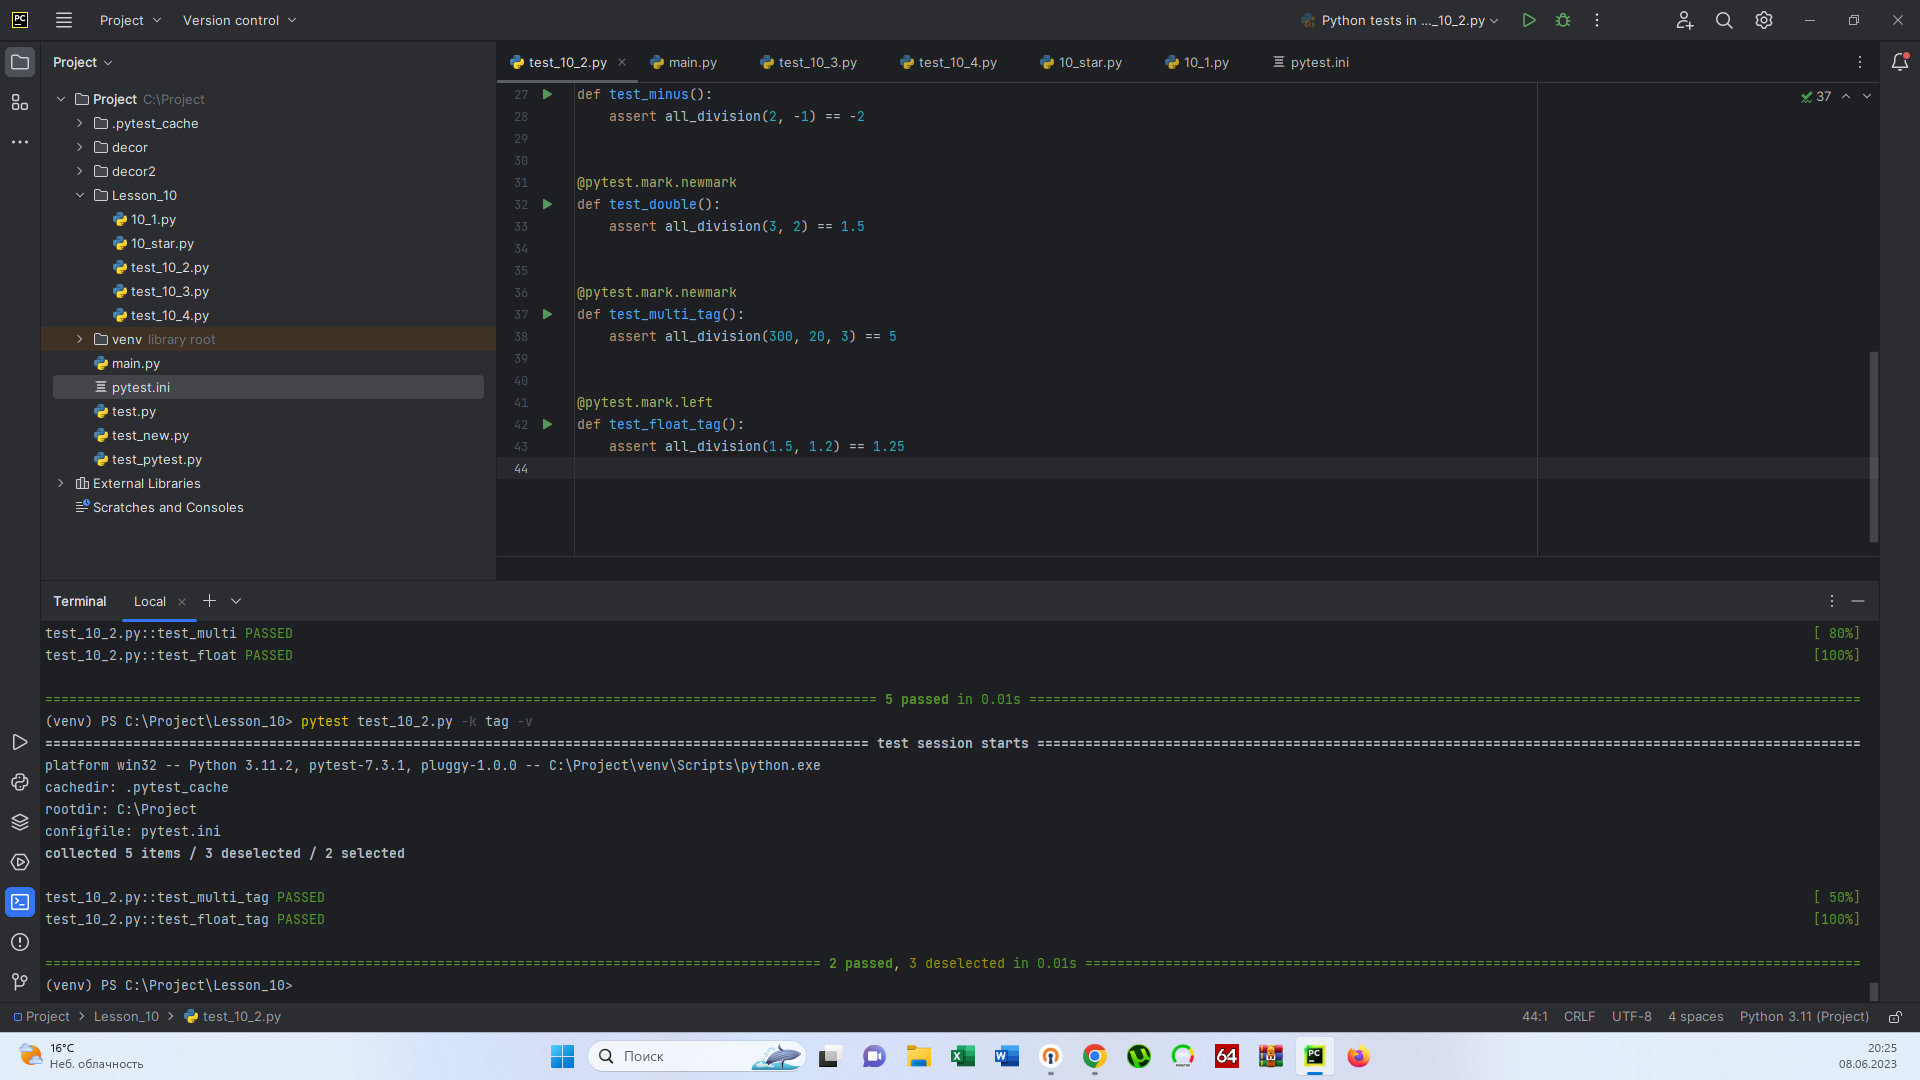 PC
Project
Version control
Python tests in ..._10_2.py
Project
Project C:\Project
.pytest_cache
decor
decor2
Lesson_10
10_1.py
10_star.py
test_10_2.py
test_10_3.py
test_10_4.py
venv library root
main.py
pytest.ini
test.py
test_new.py
test_pytest.py
External Libraries
Scratches and Consoles
test_10_2.py
main.py
test_10_3.py
test_10_4.py
10_star.py
10_1.py
pytest.ini
37
27 def test_minus():
28 assert all_division(2, -1) == -2
29
30
31 @pytest.mark.newmark
32 def test_double():
33 assert all_division(3, 2) == 1.5
34
35
36 @pytest.mark.newmark
37 def test_multi_tag():
38 assert all_division(300, 20, 3) == 5
39
40
41 @pytest.mark.left
42 def test_float_tag():
43 assert all_division(1.5, 1.2) == 1.25
44
Terminal
Local
test_10_2.py::test_multi PASSED [ 80%]
test_10_2.py::test_float PASSED [100%]
5 passed in 0.01s
(venv) PS C:\Project\Lesson_10> pytest test_10_2.py -k tag -v
test session starts
platform win32 -- Python 3.11.2, pytest-7.3.1, pluggy-1.0.0 -- C:\Project\venv\Scripts\python.exe
cachedir: .pytest_cache
rootdir: C:\Project
configfile: pytest.ini
collected 5 items / 3 deselected / 2 selected
test_10_2.py::test_multi_tag PASSED [ 50%]
test_10_2.py::test_float_tag PASSED [100%]
2 passed, 3 deselected in 0.01s
(venv) PS C:\Project\Lesson_10>
Project > Lesson_10 > test_10_2.py
44:1 CRLF UTF-8 4 spaces Python 3.11 (Project)
16°C
Неб. облачность
Поиск
64
PC
20:25
08.06.2023